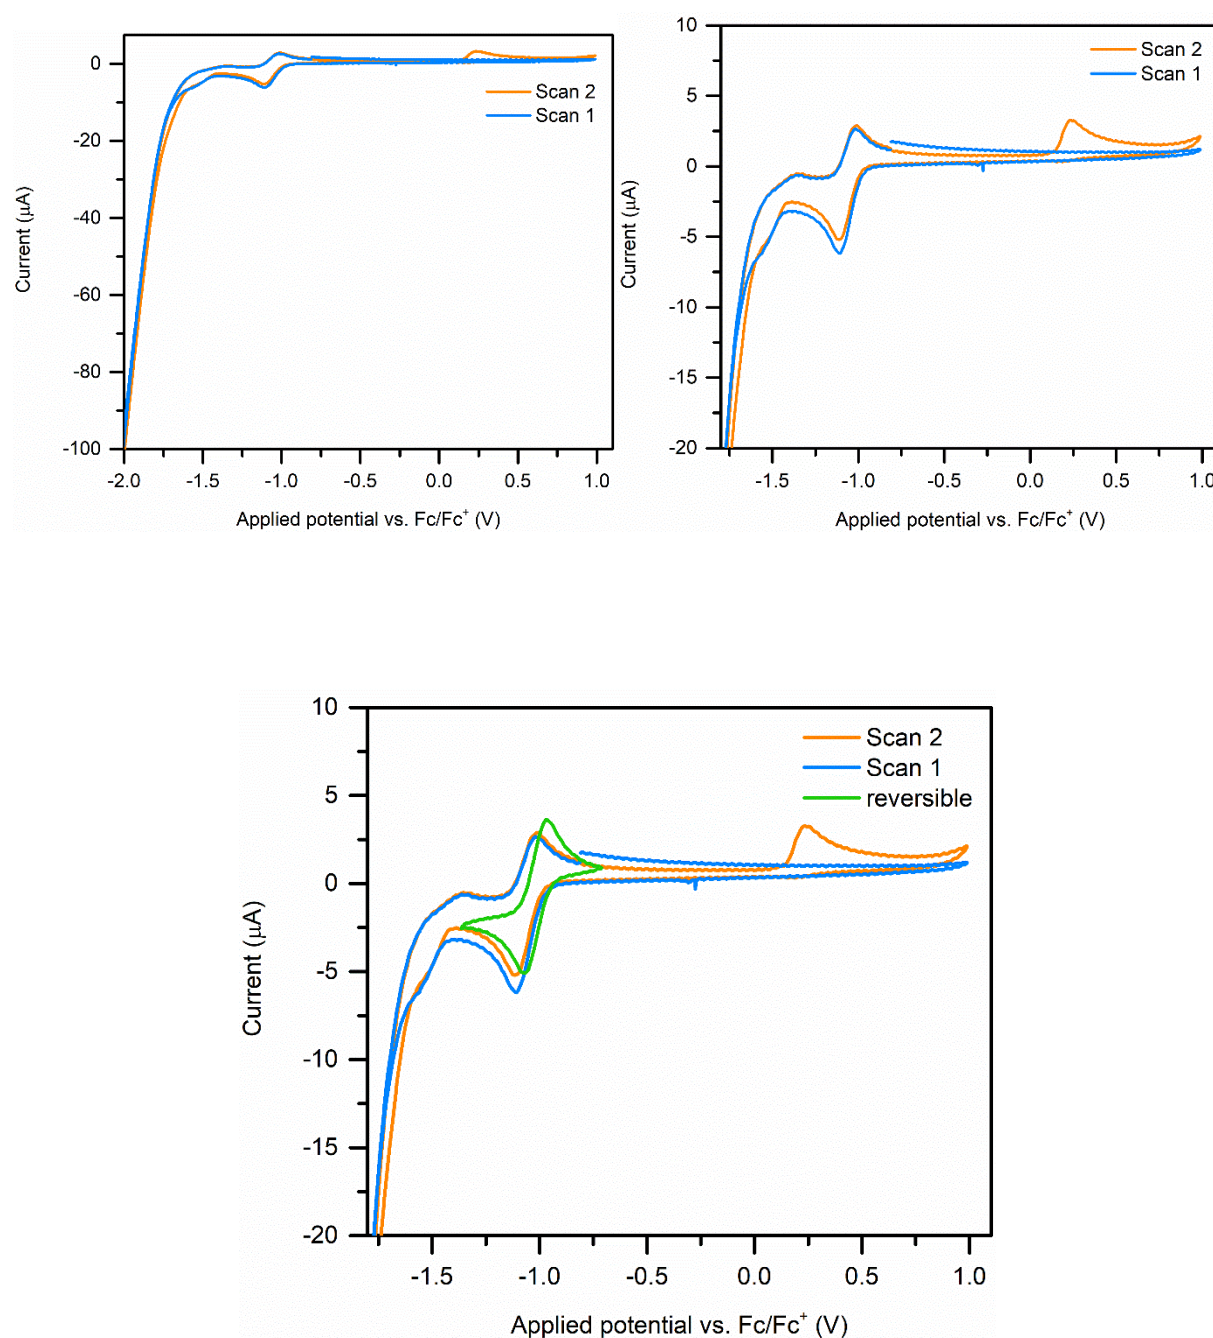 0
-20
-40
-60
-80
-100
-2.0 -1.5 -1.0 -0.5 0.0 0.5 1.0
Current (μA)
Applied potential vs. Fc/Fc⁺ (V)
Scan 2
Scan 1
10
5
0
-5
-10
-15
-20
-1.5 -1.0 -0.5 0.0 0.5 1.0
Current (μA)
Applied potential vs. Fc/Fc⁺ (V)
Scan 2
Scan 1
10
5
0
-5
-10
-15
-20
-1.5 -1.0 -0.5 0.0 0.5 1.0
Current (μA)
Applied potential vs. Fc/Fc⁺ (V)
Scan 2
Scan 1
reversible